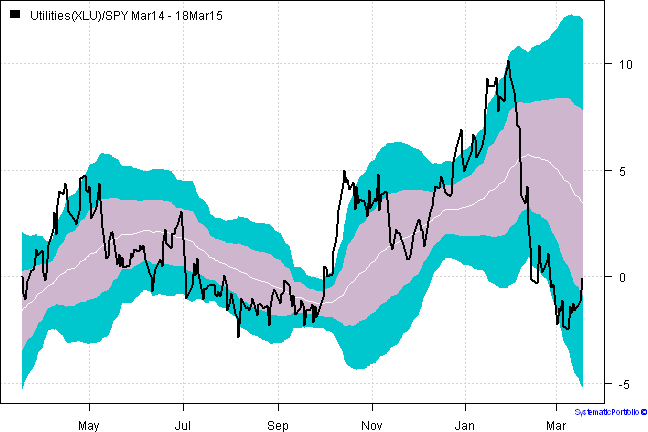 Utilities(XLU)/SPY Mar14 - 18Mar15
10
5
0
-5
May Jul Sep Nov Jan Mar
SystematicPortfolio ©